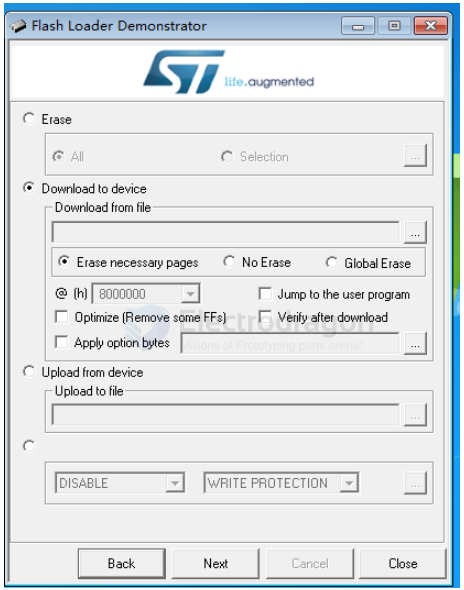 Flash Loader Demonstrator
ST life.augmented
Erase
All Selection ...
Download to device
Download from file
...
Erase necessary pages No Erase Global Erase
@ (h) 8000000 Jump to the user program
Optimize (Remove some FFs) Verify after download
Electrodragon
Apply option bytes ...
Millions of Prototyping parts online!
Upload from device
Upload to file
...
DISABLE WRITE PROTECTION ...
Back Next Cancel Close